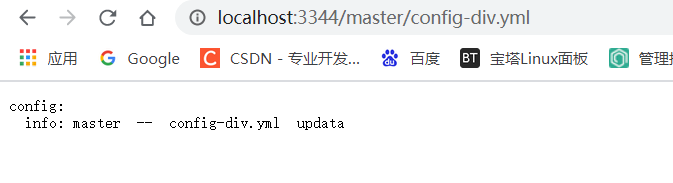 localhost:3344/master/config-div.yml
应用 Google CSDN - 专业开发... 百度 BT 宝塔Linux面板 管理
config:
  info: master  --  config-div.yml  updata